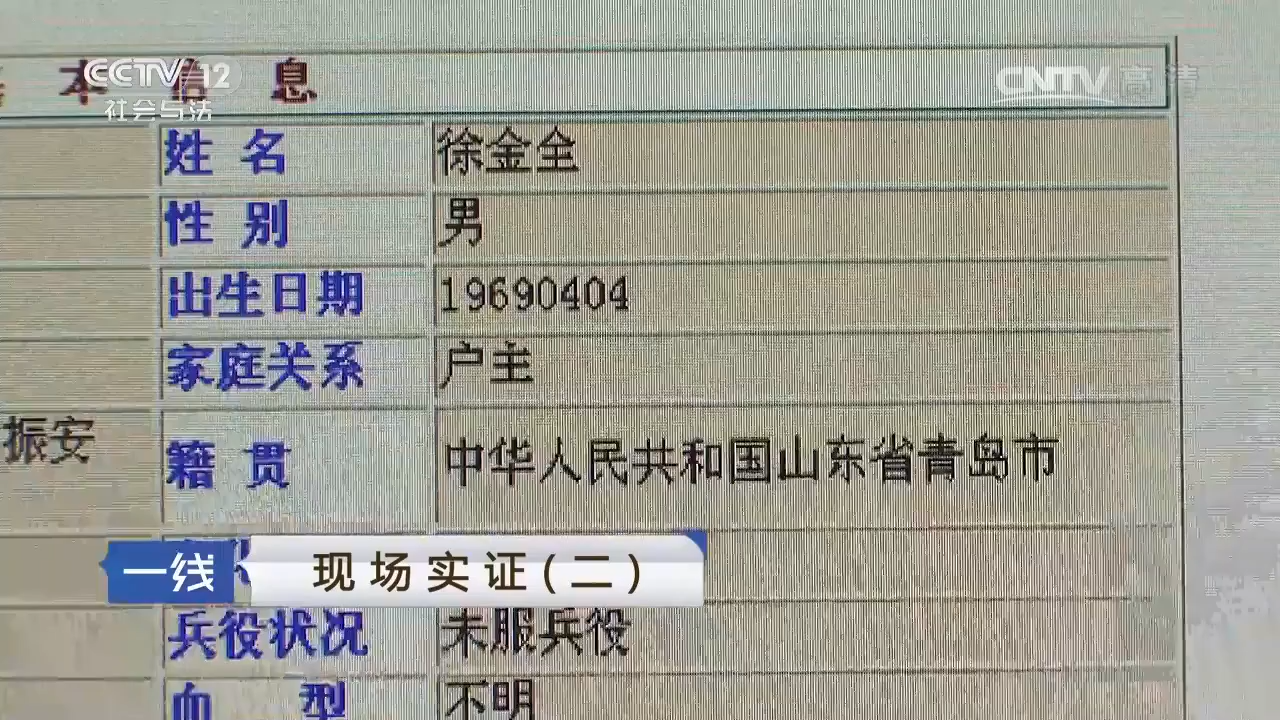 基本信息
CCTV 12
社会与法
CNTV 高清
姓 名 徐金全
性 别 男
出生日期 19590404
家庭关系 户主
振安 籍 贯 中华人民共和国山东省青岛市
一线 现场实证(二)
兵役状况 未服兵役
血 型 不明